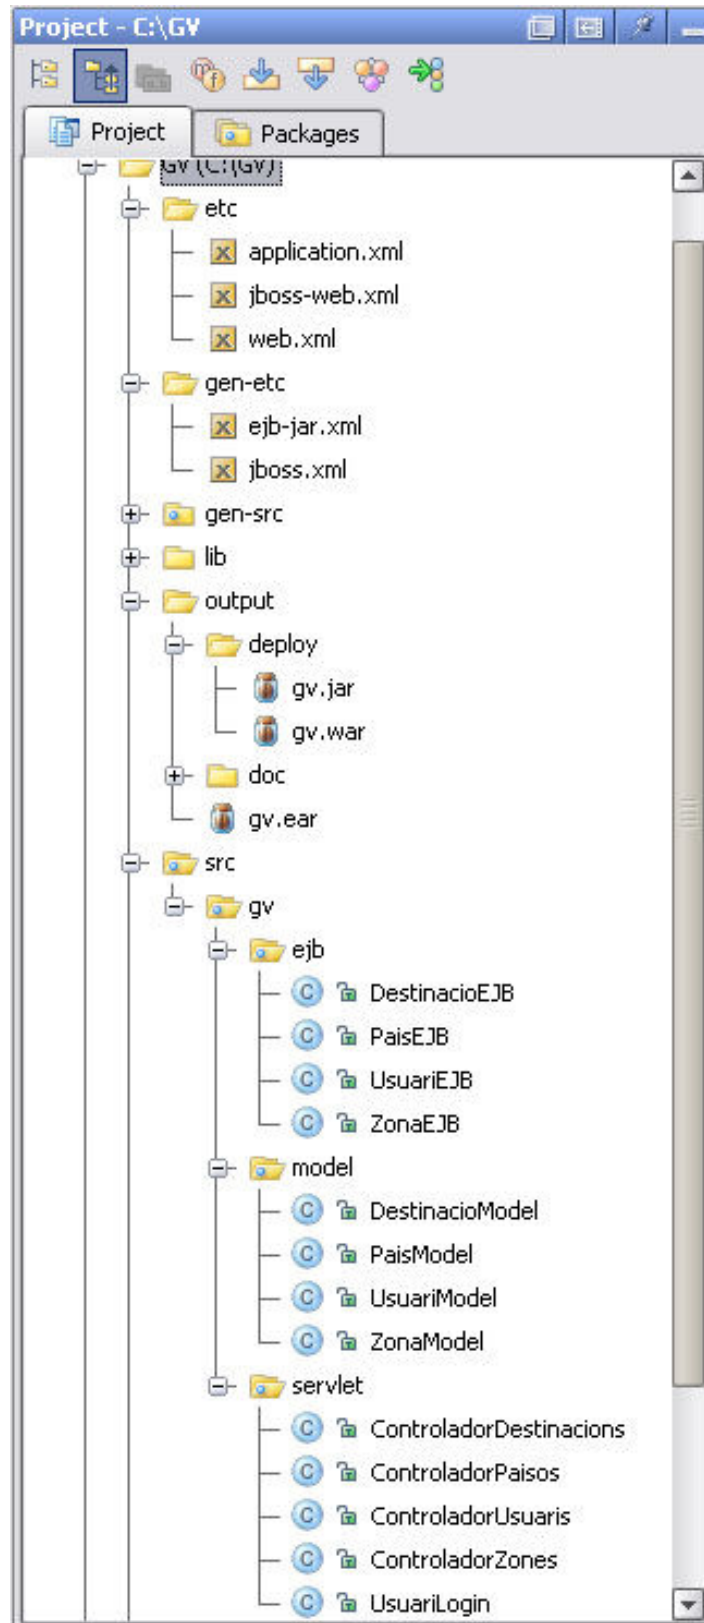 Project - C:\GV
Project
Packages
GV (C:\GV)
etc
application.xml
jboss-web.xml
web.xml
gen-etc
ejb-jar.xml
jboss.xml
gen-src
lib
output
deploy
gv.jar
gv.war
doc
gv.ear
src
gv
ejb
DestinacioEJB
PaisEJB
UsuariEJB
ZonaEJB
model
DestinacioModel
PaisModel
UsuariModel
ZonaModel
servlet
ControladorDestinacions
ControladorPaisos
ControladorUsuaris
ControladorZones
UsuariLogin